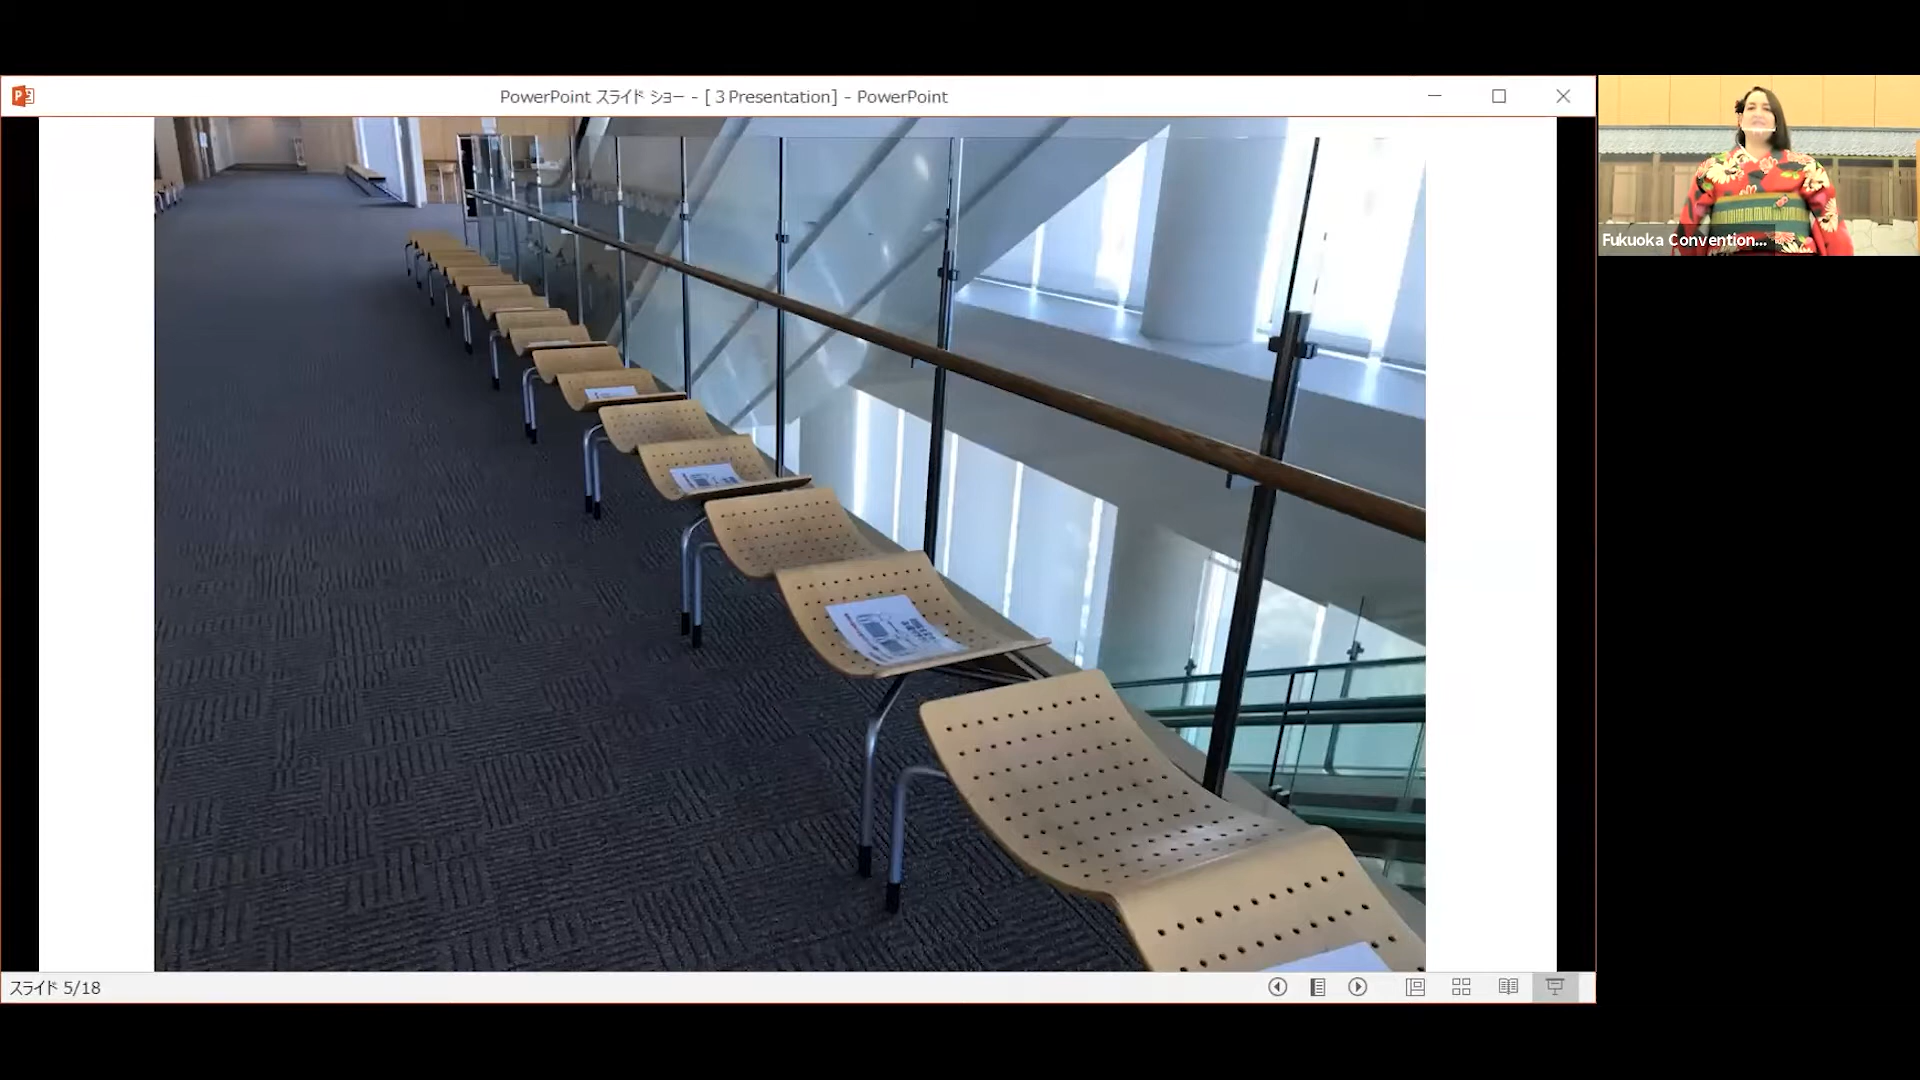 PowerPoint スライド ショー - [ 3 Presentation] - PowerPoint
Fukuoka Convention...
スライド 5/18